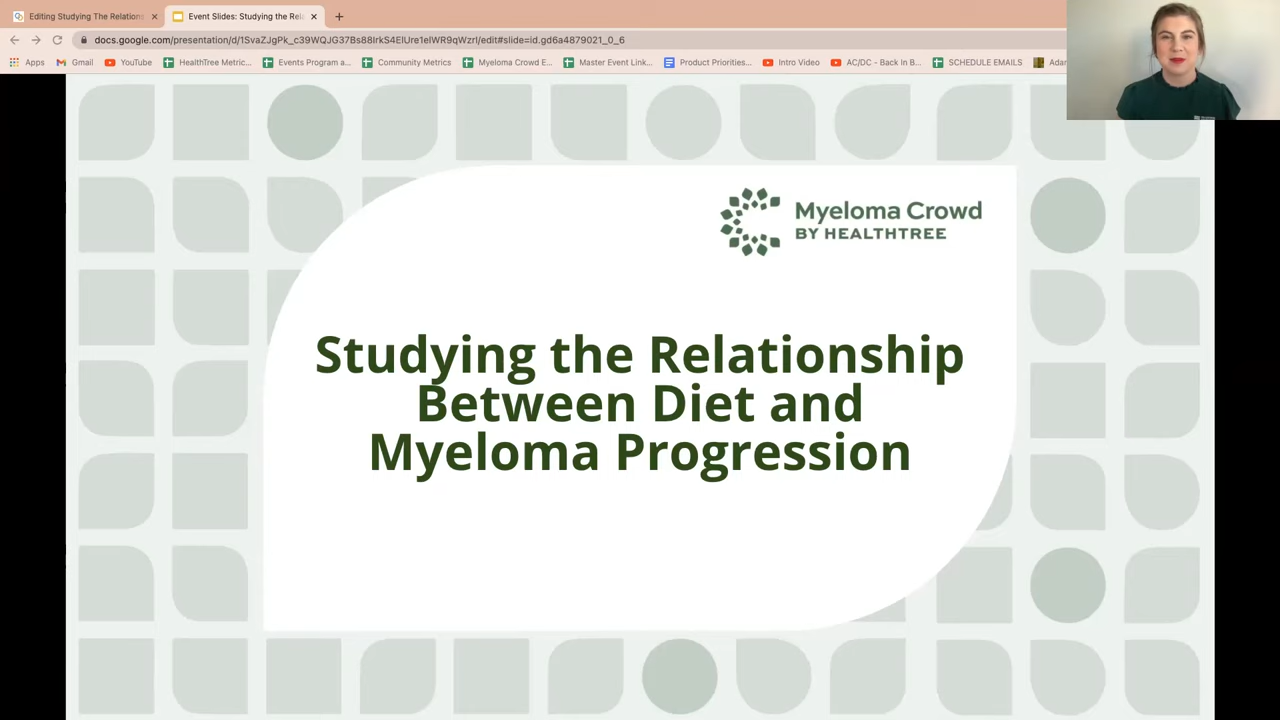 Editing Studying The Relations
Event Slides: Studying the Rel
docs.google.com/presentation/d/1SvaZJgPk_c39WQJG37Bs88IrkS4ElUre1elWR9qWzrI/edit#slide=id.gd6a4879021_0_6
Apps
Gmail
YouTube
HealthTree Metric...
Events Program a...
Community Metrics
Myeloma Crowd E...
Master Event Link...
Product Priorities...
Intro Video
AC/DC - Back In B...
SCHEDULE EMAILS
Myeloma Crowd
BY HEALTHTREE
Studying the Relationship
Between Diet and
Myeloma Progression